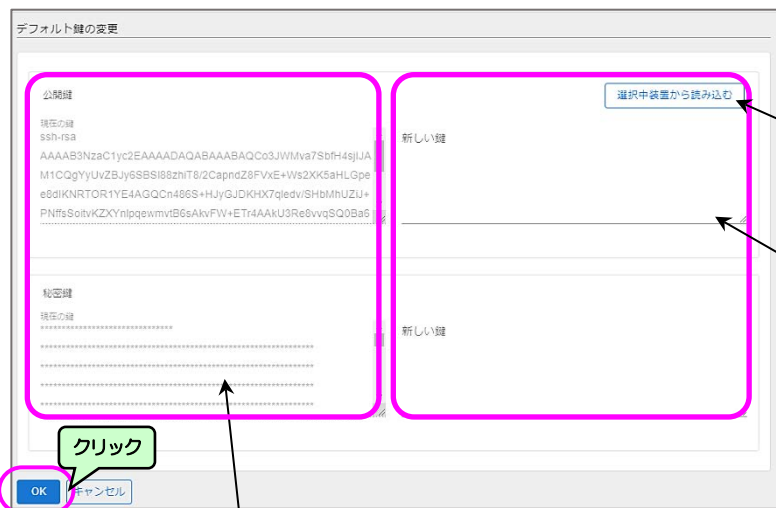 デフォルト鍵の変更
公開鍵
選択中装置から読み込む
現在の鍵
ssh-rsa
AAAAB3NzaC1yc2EAAAADAQABAAABAQCo3JWMva7SbfH4sjIJA
M1CQgYyUvZBJy6SBSI88zhiT8/2CapndZ8FVxE+Ws2XK5aHLGpe
e8dIKNRTOR1YE4AGQCn486S+HJyGJDKHX7qledv/SHbMhUZiJ+
PNffsSoitvKZXYnlpqewmvtB6sAkvFW+ETr4AAkU3Re8vvqSQ0Ba6
新しい鍵
秘密鍵
現在の鍵
*******************************
*****************************************************************
*****************************************************************
*****************************************************************
*****************************************************************
新しい鍵
クリック
OK
キャンセル